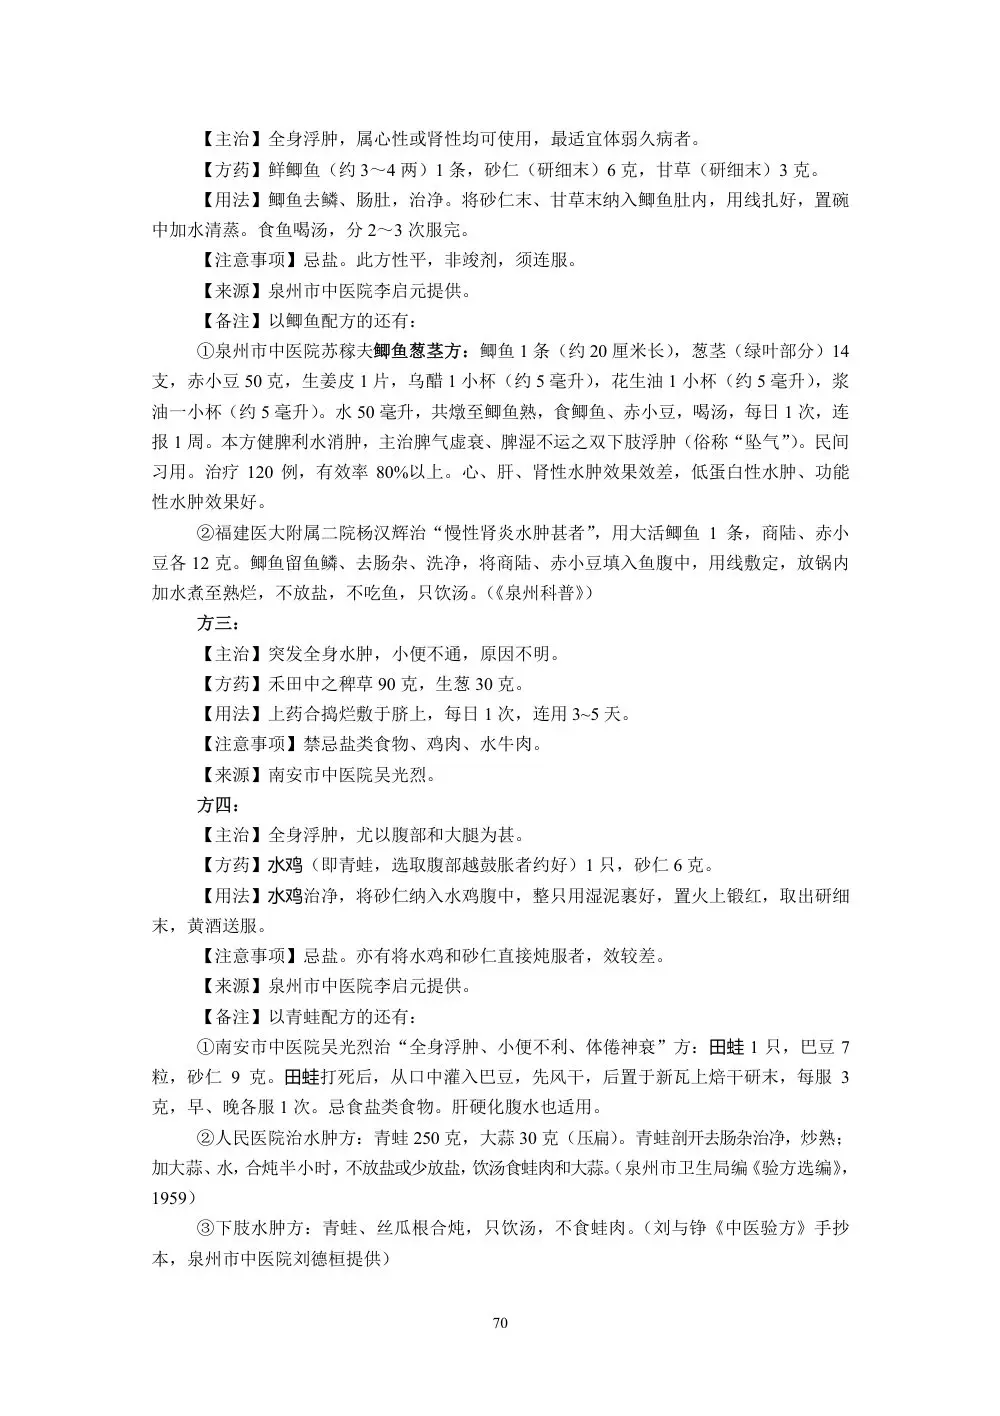 【主治】全身浮肿，属心性或肾性均可使用，最适宜体弱久病者。
【方药】鲜鲫鱼（约 3～4 两）1 条，砂仁（研细末）6 克，甘草（研细末）3 克。
【用法】鲫鱼去鳞、肠肚，治净。将砂仁末、甘草末纳入鲫鱼肚内，用线扎好，置碗
中加水清蒸。食鱼喝汤，分 2～3 次服完。
【注意事项】忌盐。此方性平，非竣剂，须连服。
【来源】泉州市中医院李启元提供。
【备注】以鲫鱼配方的还有：
①泉州市中医院苏稼夫鲫鱼葱茎方：鲫鱼 1 条（约 20 厘米长），葱茎（绿叶部分）14
支，赤小豆 50 克，生姜皮 1 片，乌醋 1 小杯（约 5 毫升），花生油 1 小杯（约 5 毫升），浆
油一小杯（约 5 毫升）。水 50 毫升，共燉至鲫鱼熟，食鲫鱼、赤小豆，喝汤，每日 1 次，连
报 1 周。本方健脾利水消肿，主治脾气虚衰、脾湿不运之双下肢浮肿（俗称“坠气”）。民间
习用。治疗 120 例，有效率 80%以上。心、肝、肾性水肿效果效差，低蛋白性水肿、功能
性水肿效果好。
②福建医大附属二院杨汉辉治“慢性肾炎水肿甚者”，用大活鲫鱼 1 条，商陆、赤小
豆各 12 克。鲫鱼留鱼鳞、去肠杂、洗净，将商陆、赤小豆填入鱼腹中，用线敷定，放锅内
加水煮至熟烂，不放盐，不吃鱼，只饮汤。（《泉州科普》）
方三：
【主治】突发全身水肿，小便不通，原因不明。
【方药】禾田中之稗草 90 克，生葱 30 克。
【用法】上药合捣烂敷于脐上，每日 1 次，连用 3~5 天。
【注意事项】禁忌盐类食物、鸡肉、水牛肉。
【来源】南安市中医院吴光烈。
方四：
【主治】全身浮肿，尤以腹部和大腿为甚。
【方药】水鸡（即青蛙，选取腹部越鼓胀者约好）1 只，砂仁 6 克。
【用法】水鸡治净，将砂仁纳入水鸡腹中，整只用湿泥裹好，置火上锻红，取出研细
末，黄酒送服。
【注意事项】忌盐。亦有将水鸡和砂仁直接炖服者，效较差。
【来源】泉州市中医院李启元提供。
【备注】以青蛙配方的还有：
①南安市中医院吴光烈治“全身浮肿、小便不利、体倦神衰”方：田蛙 1 只，巴豆 7
粒，砂仁 9 克。田蛙打死后，从口中灌入巴豆，先风干，后置于新瓦上焙干研末，每服 3
克，早、晚各服 1 次。忌食盐类食物。肝硬化腹水也适用。
②人民医院治水肿方：青蛙 250 克，大蒜 30 克（压扁）。青蛙剖开去肠杂治净，炒熟；
加大蒜、水，合炖半小时，不放盐或少放盐，饮汤食蛙肉和大蒜。（泉州市卫生局编《验方选编》，
1959）
③下肢水肿方：青蛙、丝瓜根合炖，只饮汤，不食蛙肉。（刘与铮《中医验方》手抄
本，泉州市中医院刘德桓提供）
70